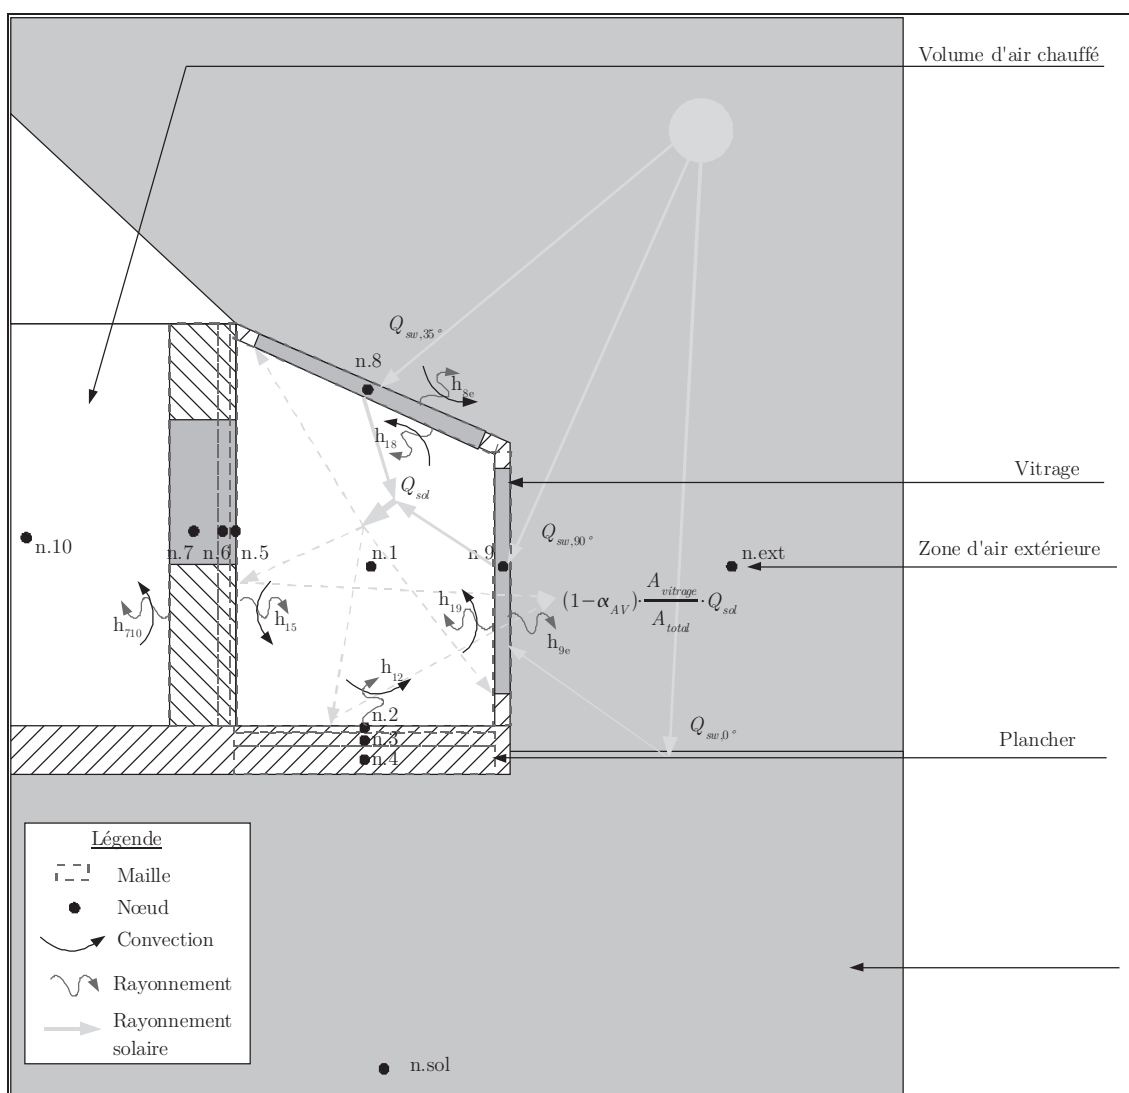 Volume d'air chauffé
Q_sw,35°
n.8
h_8e
h_18
Q_sol
Vitrage
n.10
n.7
n.6
n.5
n.1
n.9
Q_sw,90°
n.ext
Zone d'air extérieure
h_710
h_15
h_19
h_9e
(1−α_AV)·A_vitrage/A_total·Q_sol
h_12
n.2
n.3
n.4
Q_sw,0°
Plancher
Légende
Maille
Nœud
Convection
Rayonnement
Rayonnement
solaire
n.sol